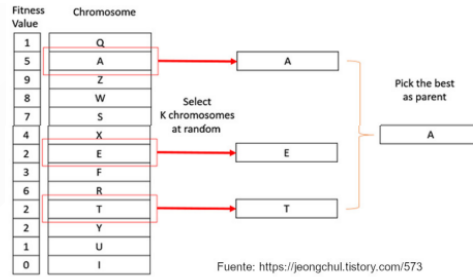 Fitness Value
Chromosome
1 Q
5 A
9 Z
8 W
7 S
4 X
2 E
3 F
6 R
2 T
2 Y
1 U
0 I
Select
K chromosomes
at random
A
E
T
Pick the best
as parent
A
Fuente: https://jeongchul.tistory.com/573